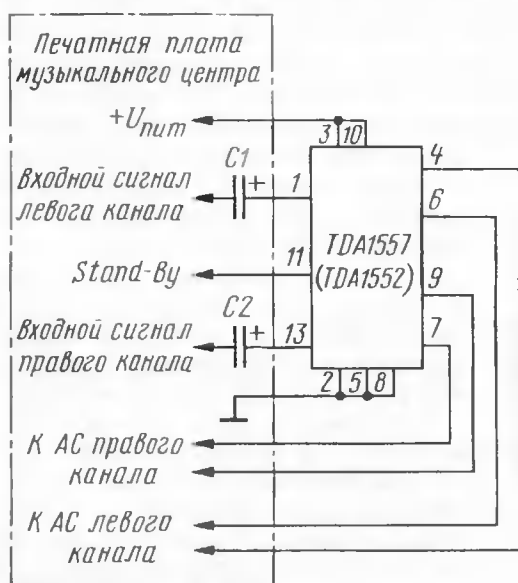 Печатная плата
музыкального центра
+Uпит
3 10
4
C1
+
1
Входной сигнал
левого канала
6
TDA1557
(TDA1552)
11
Stand-By
9
C2
+
7
13
Входной сигнал
правого канала
2 5 8
К АС правого
канала
К АС левого
канала